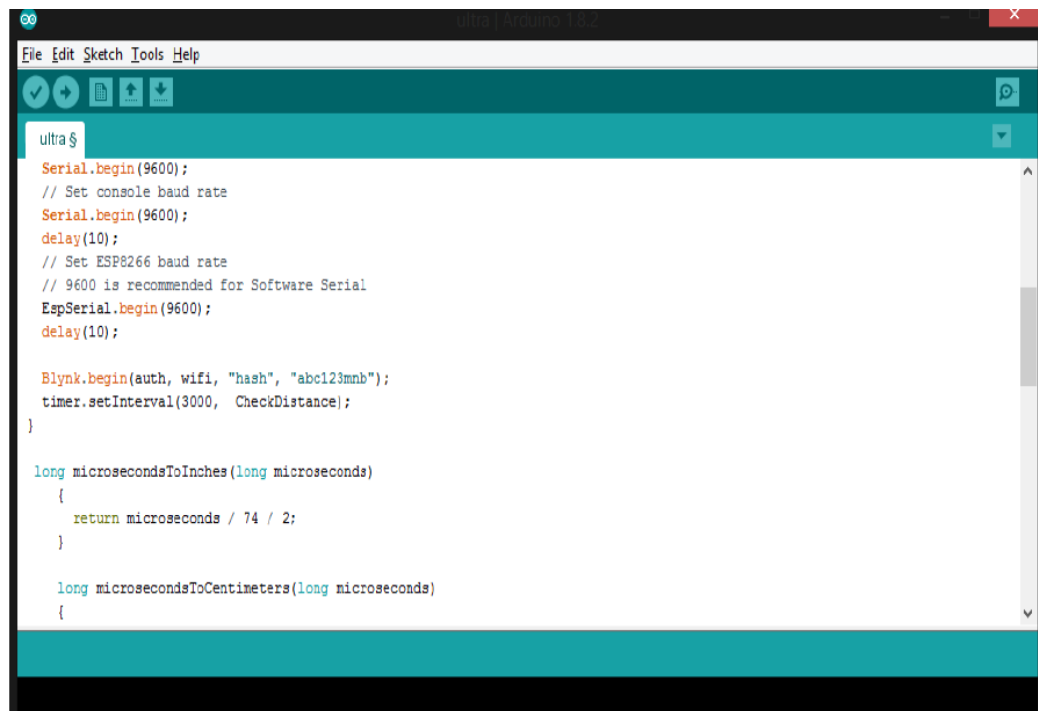 ultra | Arduino 1.8.2
File Edit Sketch Tools Help
ultra §
Serial.begin(9600);
// Set console baud rate
Serial.begin(9600);
delay(10);
// Set ESP8266 baud rate
// 9600 is recommended for Software Serial
EspSerial.begin(9600);
delay(10);
Blynk.begin(auth, wifi, "hash", "abc123mnb");
timer.setInterval(3000,  CheckDistance);
}
long microsecondsToInches(long microseconds)
{
return microseconds / 74 / 2;
}
long microsecondsToCentimeters(long microseconds)
{